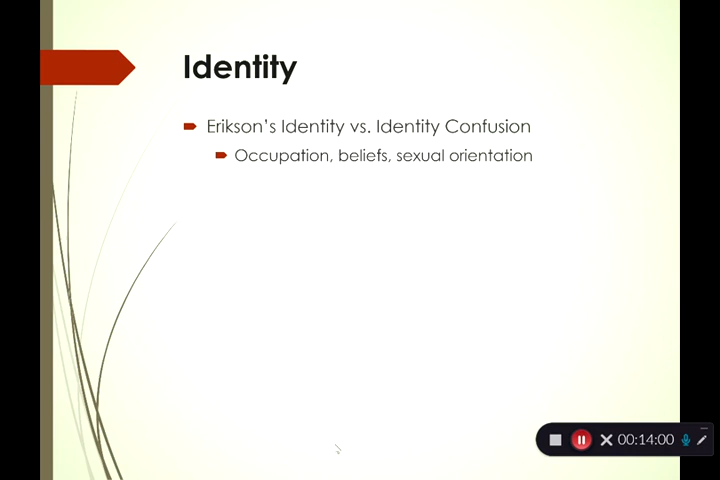 Identity
Erikson's Identity vs. Identity Confusion
Occupation, beliefs, sexual orientation
00:14:00